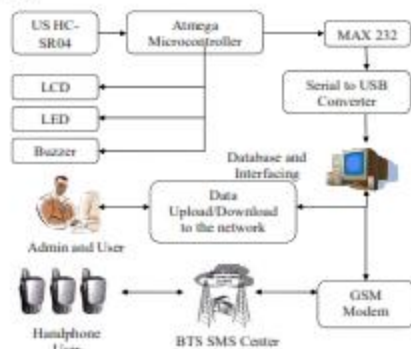 US HC-
SR04
Atmega
Microcontroller
MAX 232
LCD
LED
Buzzer
Serial to USB
Converter
Database and
Interfacing
Data
Upload/Download
to the network
Admin and User
GSM
Modem
BTS SMS Center
Handphone
User